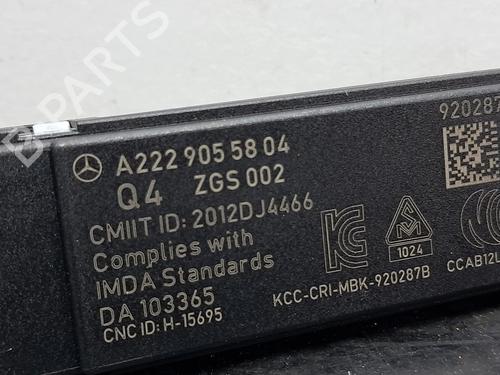 B PARTS
920287
A222 905 58 04
Q4 ZGS 002
CMIIT ID: 2012DJ4466
Complies with
IMDA Standards
DA 103365
CNC ID: H-15695
1024
KCC-CRI-MBK-920287B
CCAB12L